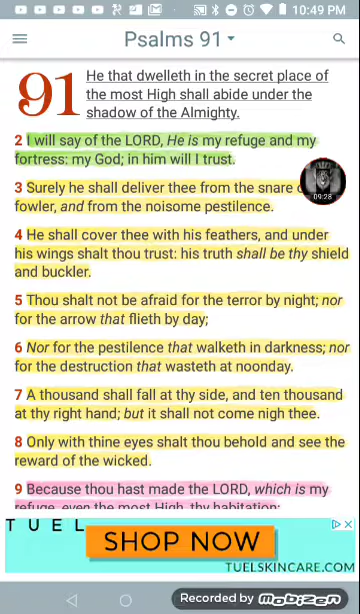 10:49 PM
Psalms 91
91 He that dwelleth in the secret place of
the most High shall abide under the
shadow of the Almighty.
2 I will say of the LORD, He is my refuge and my
fortress: my God; in him will I trust.
3 Surely he shall deliver thee from the snare
fowler, and from the noisome pestilence.
09:28
4 He shall cover thee with his feathers, and under
his wings shalt thou trust: his truth shall be thy shield
and buckler.
5 Thou shalt not be afraid for the terror by night; nor
for the arrow that flieth by day;
6 Nor for the pestilence that walketh in darkness; nor
for the destruction that wasteth at noonday.
7 A thousand shall fall at thy side, and ten thousand
at thy right hand; but it shall not come nigh thee.
8 Only with thine eyes shalt thou behold and see the
reward of the wicked.
9 Because thou hast made the LORD, which is my
refuge, even the most High, thy habitation;
TUEL
SHOP NOW
TUELSKINCARE.COM
Recorded by MOBIZEN